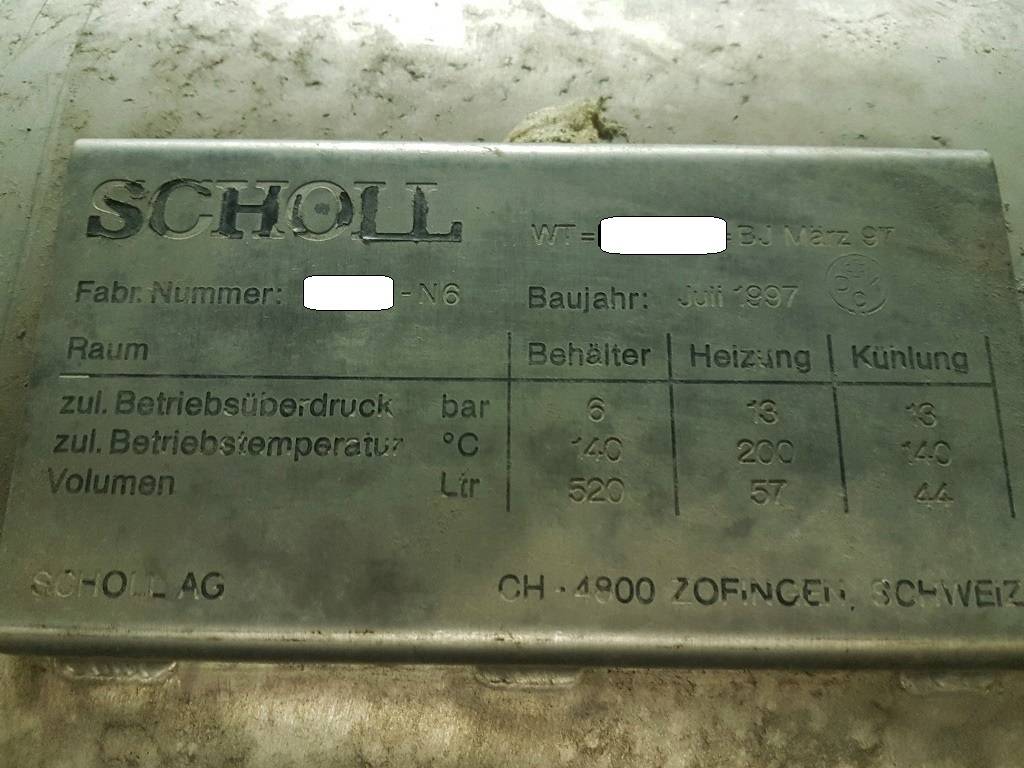 SCHOLL
WT = = BJ März 97
Fabr. Nummer: - N6 Baujahr: Juli 1997
Raum Behälter Heizung Kühlung
zul. Betriebsüberdruck bar 6 13 13
zul. Betriebstemperatur °C 140 200 140
Volumen Ltr 520 57 44
SCHOLL AG CH - 4800 ZOFINGEN, SCHWEIZ